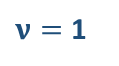 ν = 1